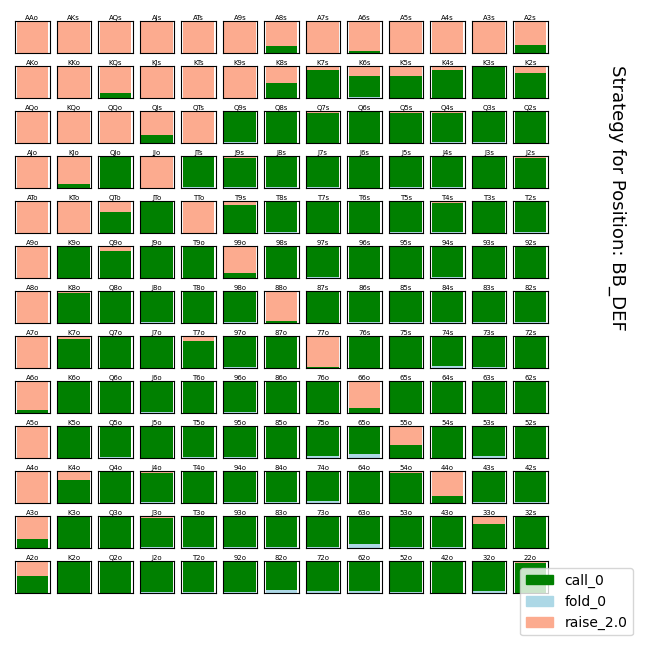 AAo AKs AQs AJs ATs A9s A8s A7s A6s A5s A4s A3s A2s
AKo KKo KQs KJs KTs K9s K8s K7s K6s K5s K4s K3s K2s
AQo KQo QQo QJs QTs Q9s Q8s Q7s Q6s Q5s Q4s Q3s Q2s
AJo KJo QJo JJo JTs J9s J8s J7s J6s J5s J4s J3s J2s
ATo KTo QTo JTo TTo T9s T8s T7s T6s T5s T4s T3s T2s
A9o K9o Q9o J9o T9o 99o 98s 97s 96s 95s 94s 93s 92s
A8o K8o Q8o J8o T8o 98o 88o 87s 86s 85s 84s 83s 82s
A7o K7o Q7o J7o T7o 97o 87o 77o 76s 75s 74s 73s 72s
A6o K6o Q6o J6o T6o 96o 86o 76o 66o 65s 64s 63s 62s
A5o K5o Q5o J5o T5o 95o 85o 75o 65o 55o 54s 53s 52s
A4o K4o Q4o J4o T4o 94o 84o 74o 64o 54o 44o 43s 42s
A3o K3o Q3o J3o T3o 93o 83o 73o 63o 53o 43o 33o 32s
A2o K2o Q2o J2o T2o 92o 82o 72o 62o 52o 42o 32o 22o
Strategy for Position: BB_DEF
call_0
fold_0
raise_2.0